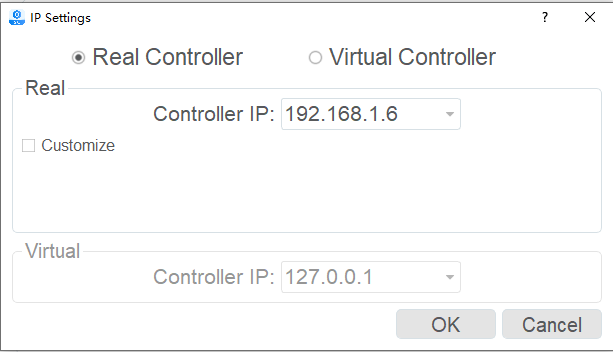 IP Settings
Real Controller Virtual Controller
Real
Controller IP: 192.168.1.6
Customize
Virtual
Controller IP: 127.0.0.1
OK Cancel